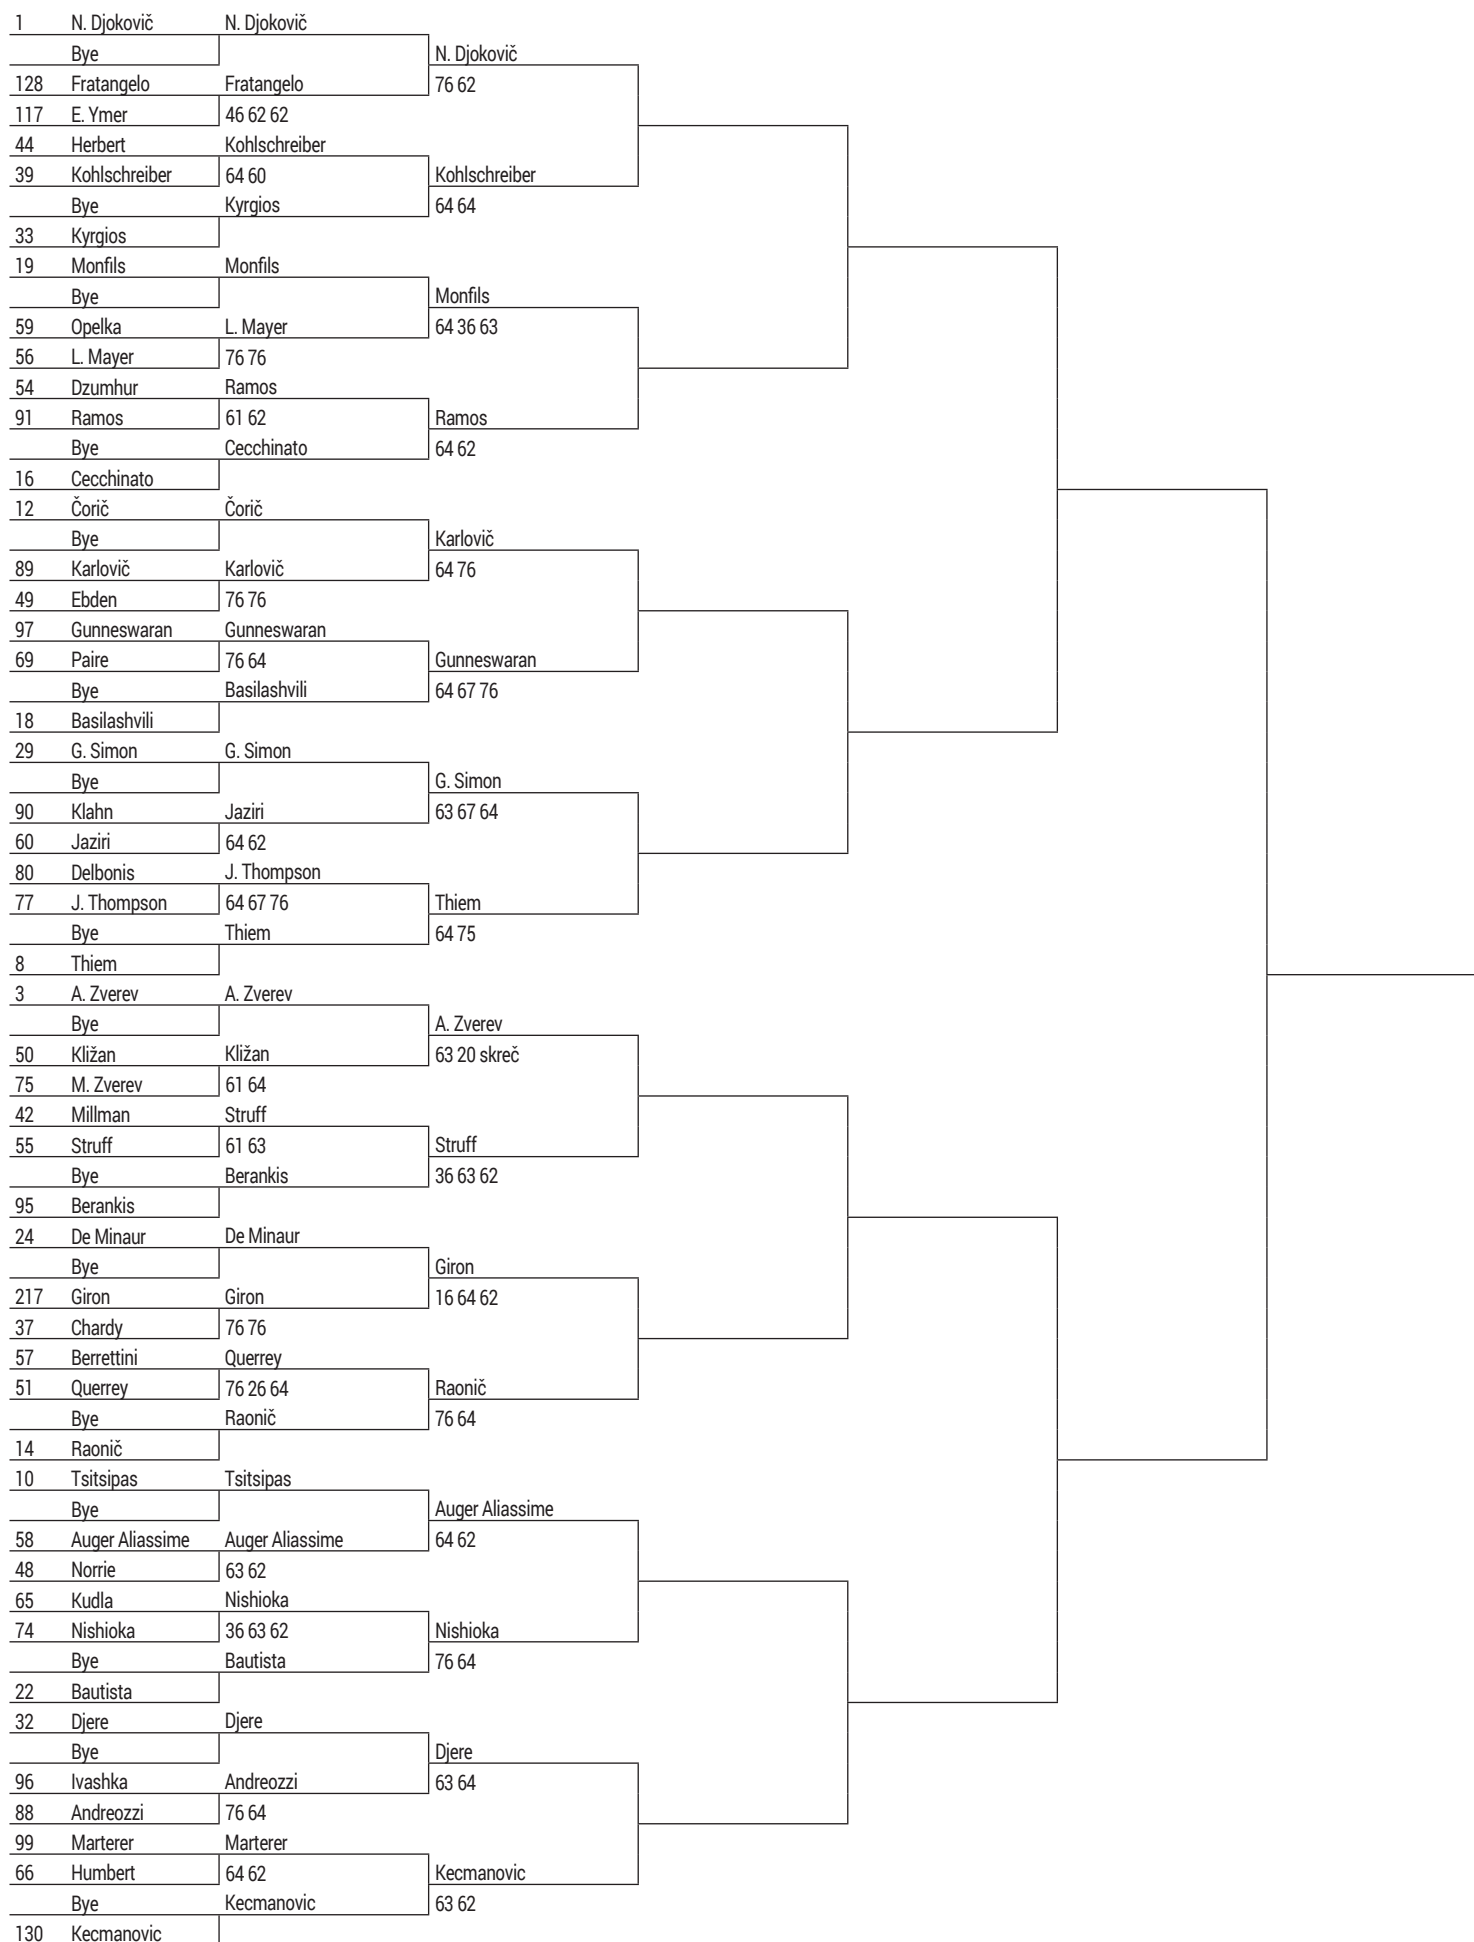 1 N. Djokovič N. Djokovič
Bye N. Djokovič
128 Fratangelo Fratangelo 76 62
117 E. Ymer 46 62 62
44 Herbert Kohlschreiber
39 Kohlschreiber 64 60 Kohlschreiber
Bye Kyrgios 64 64
33 Kyrgios
19 Monfils Monfils
Bye Monfils
59 Opelka L. Mayer 64 36 63
56 L. Mayer 76 76
54 Dzumhur Ramos
91 Ramos 61 62 Ramos
Bye Cecchinato 64 62
16 Cecchinato
12 Čorič Čorič
Bye Karlovič
89 Karlovič Karlovič 64 76
49 Ebden 76 76
97 Gunneswaran Gunneswaran
69 Paire 76 64 Gunneswaran
Bye Basilashvili 64 67 76
18 Basilashvili
29 G. Simon G. Simon
Bye G. Simon
90 Klahn Jaziri 63 67 64
60 Jaziri 64 62
80 Delbonis J. Thompson
77 J. Thompson 64 67 76 Thiem
Bye Thiem 64 75
8 Thiem
3 A. Zverev A. Zverev
Bye A. Zverev
50 Kližan Kližan 63 20 skreč
75 M. Zverev 61 64
42 Millman Struff
55 Struff 61 63 Struff
Bye Berankis 36 63 62
95 Berankis
24 De Minaur De Minaur
Bye Giron
217 Giron Giron 16 64 62
37 Chardy 76 76
57 Berrettini Querrey
51 Querrey 76 26 64 Raonič
Bye Raonič 76 64
14 Raonič
10 Tsitsipas Tsitsipas
Bye Auger Aliassime
58 Auger Aliassime Auger Aliassime 64 62
48 Norrie 63 62
65 Kudla Nishioka
74 Nishioka 36 63 62 Nishioka
Bye Bautista 76 64
22 Bautista
32 Djere Djere
Bye Djere
96 Ivashka Andreozzi 63 64
88 Andreozzi 76 64
99 Marterer Marterer
66 Humbert 64 62 Kecmanovic
Bye Kecmanovic 63 62
130 Kecmanovic